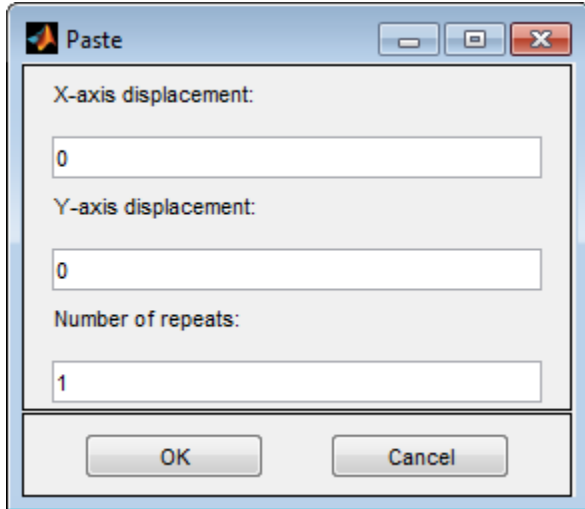 Paste
X-axis displacement:
0
Y-axis displacement:
0
Number of repeats:
1
OK Cancel